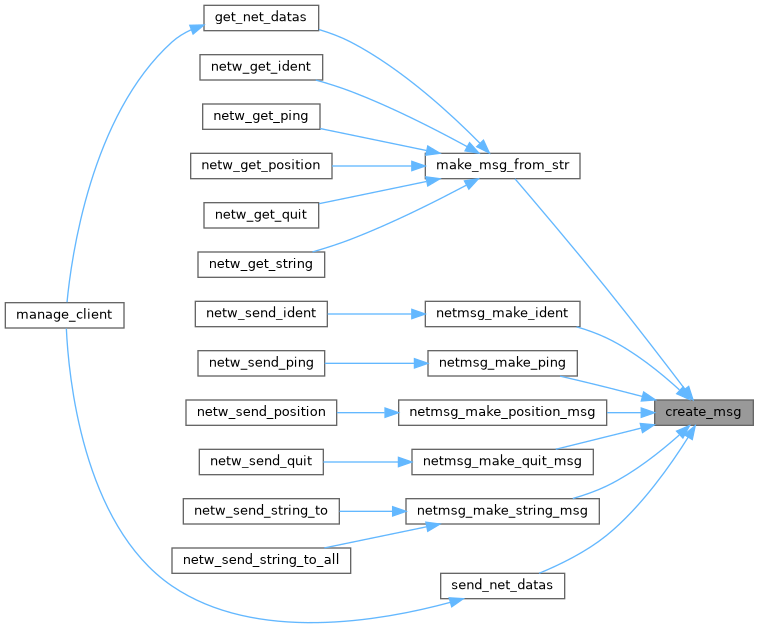 get_net_datas
netw_get_ident
netw_get_ping
make_msg_from_str
netw_get_position
netw_get_quit
netw_get_string
manage_client
netw_send_ident
netmsg_make_ident
netw_send_ping
netmsg_make_ping
netw_send_position
netmsg_make_position_msg
create_msg
netw_send_quit
netmsg_make_quit_msg
netw_send_string_to
netmsg_make_string_msg
netw_send_string_to_all
send_net_datas